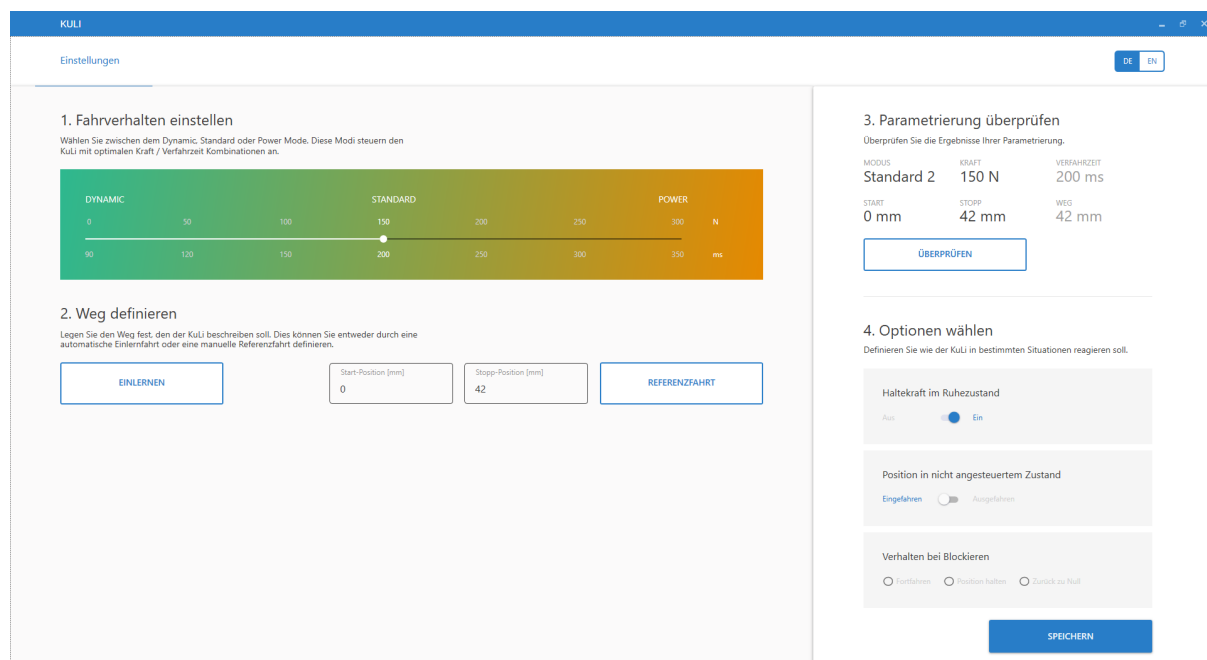 KULI
Einstellungen
DE EN
1. Fahrverhalten einstellen
Wählen Sie zwischen dem Dynamic, Standard oder Power Mode. Diese Modi steuern den
KuLi mit optimalen Kraft / Verfahrzeit Kombinationen an.
DYNAMIC STANDARD POWER
0 50 100 150 200 250 300 N
90 120 150 200 250 300 350 ms
2. Weg definieren
Legen Sie den Weg fest, den der KuLi beschreiben soll. Dies können Sie entweder durch eine
automatische Einlernfahrt oder eine manuelle Referenzfahrt definieren.
EINLERNEN
Start-Position [mm]
0
Stopp-Position [mm]
42
REFERENZFAHRT
3. Parametrierung überprüfen
Überprüfen Sie die Ergebnisse Ihrer Parametrierung.
MODUS KRAFT VERFAHRZEIT
Standard 2 150 N 200 ms
START STOPP WEG
0 mm 42 mm 42 mm
ÜBERPRÜFEN
4. Optionen wählen
Definieren Sie wie der KuLi in bestimmten Situationen reagieren soll.
Haltekraft im Ruhezustand
Aus Ein
Position in nicht angesteuertem Zustand
Eingefahren Ausgefahren
Verhalten bei Blockieren
Fortfahren Position halten Zurück zu Null
SPEICHERN